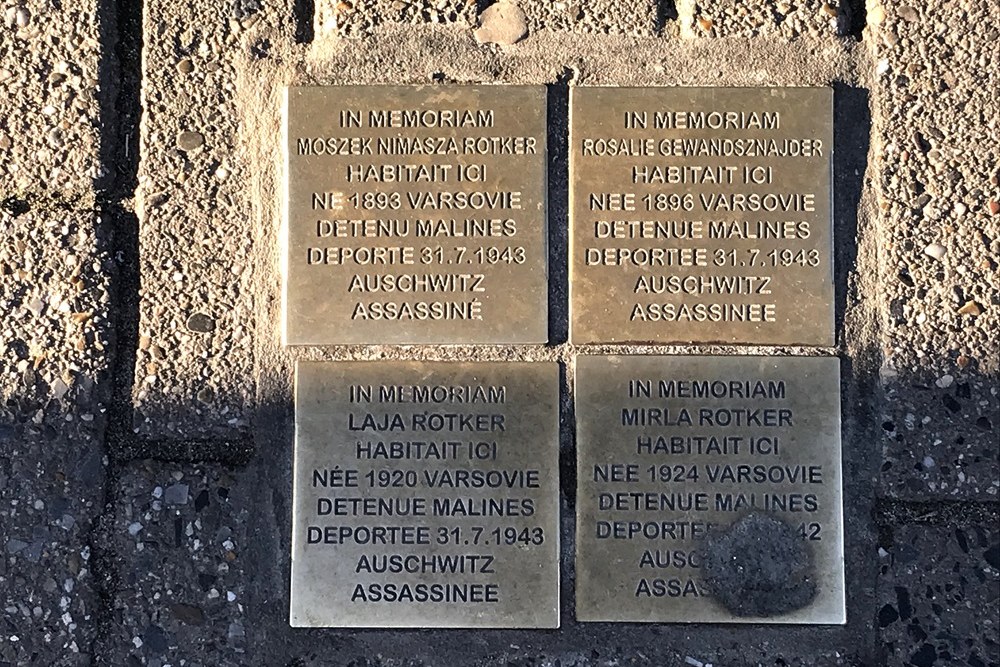 IN MEMORIAM
MOSZEK NIMASZA ROTKER
HABITAIT ICI
NE 1893 VARSOVIE
DETENU MALINES
DEPORTE 31.7.1943
AUSCHWITZ
ASSASSINÉ
IN MEMORIAM
ROSALIE GEWANDSZNAJDER
HABITAIT ICI
NEE 1896 VARSOVIE
DETENUE MALINES
DEPORTEE 31.7.1943
AUSCHWITZ
ASSASSINEE
IN MEMORIAM
LAJA ROTKER
HABITAIT ICI
NÉE 1920 VARSOVIE
DETENUE MALINES
DEPORTEE 31.7.1943
AUSCHWITZ
ASSASSINEE
IN MEMORIAM
MIRLA ROTKER
HABITAIT ICI
NEE 1924 VARSOVIE
DETENUE MALINES